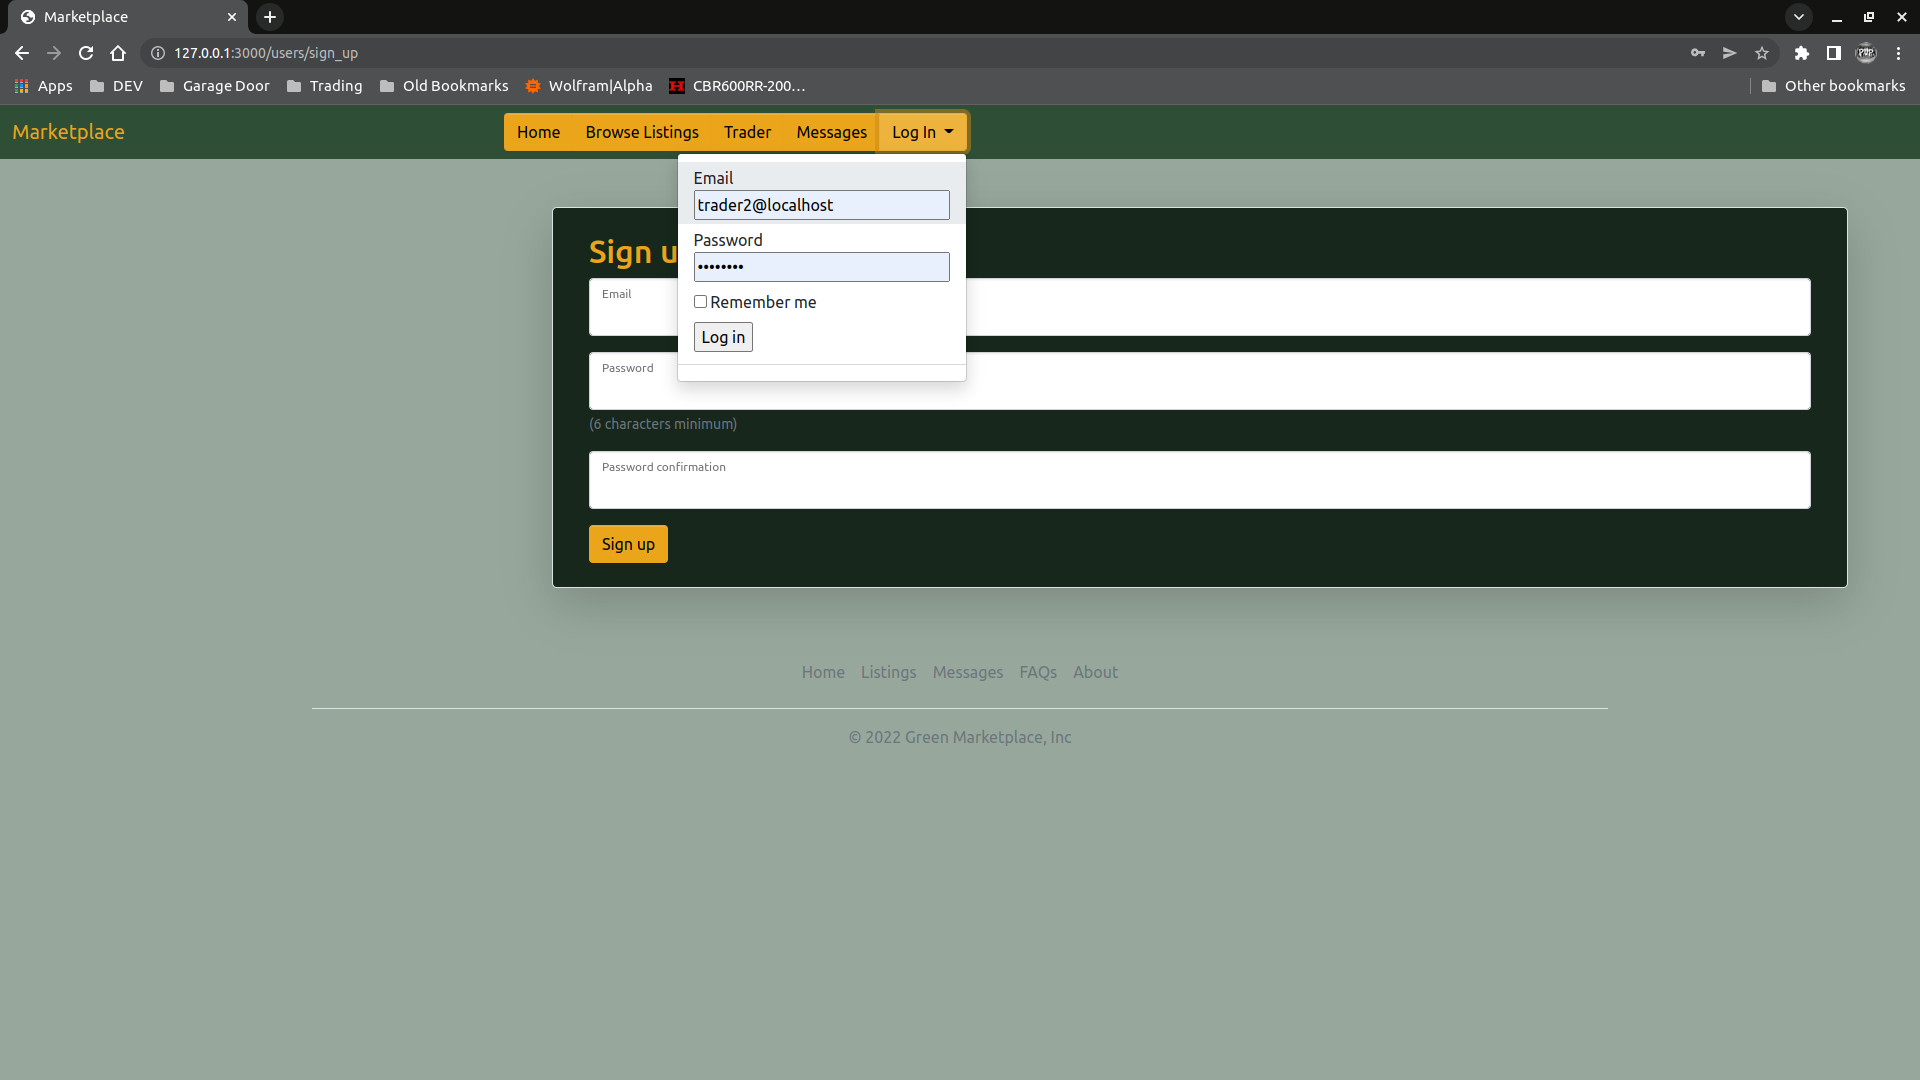 Marketplace
127.0.0.1:3000/users/sign_up
Apps DEV Garage Door Trading Old Bookmarks Wolfram|Alpha CBR600RR-200… Other bookmarks
Marketplace Home Browse Listings Trader Messages Log In
Email
trader2@localhost
Password
••••••••
Remember me
Log in
Sign u
Email
Password
(6 characters minimum)
Password confirmation
Sign up
Home Listings Messages FAQs About
© 2022 Green Marketplace, Inc